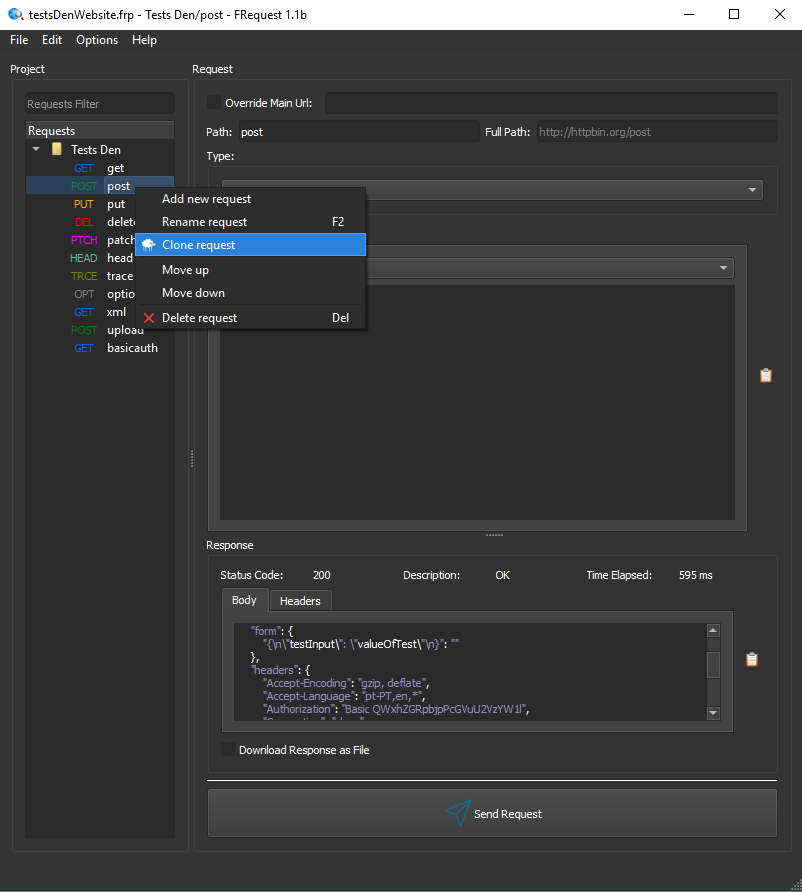 testsDenWebsite.frp - Tests Den/post - FRequest 1.1b
File Edit Options Help
Project
Requests Filter
Requests
Tests Den
GET get
POST post
PUT put
DEL delete
PTCH patch
HEAD head
TRCE trace
OPT optio
GET xml
POST upload
GET basicauth
Add new request
Rename request F2
Clone request
Move up
Move down
Delete request Del
Request
Override Main Url:
Path: post Full Path: http://httpbin.org/post
Type:
Response
Status Code: 200 Description: OK Time Elapsed: 595 ms
Body Headers
"form": {
"{\n\"testInput\": \"valueOfTest\"\n}": ""
},
"headers": {
"Accept-Encoding": "gzip, deflate",
"Accept-Language": "pt-PT,en,*",
"Authorization": "Basic QWxhZGRpbjpPcGVuU2VzYW1l",
Download Response as File
Send Request